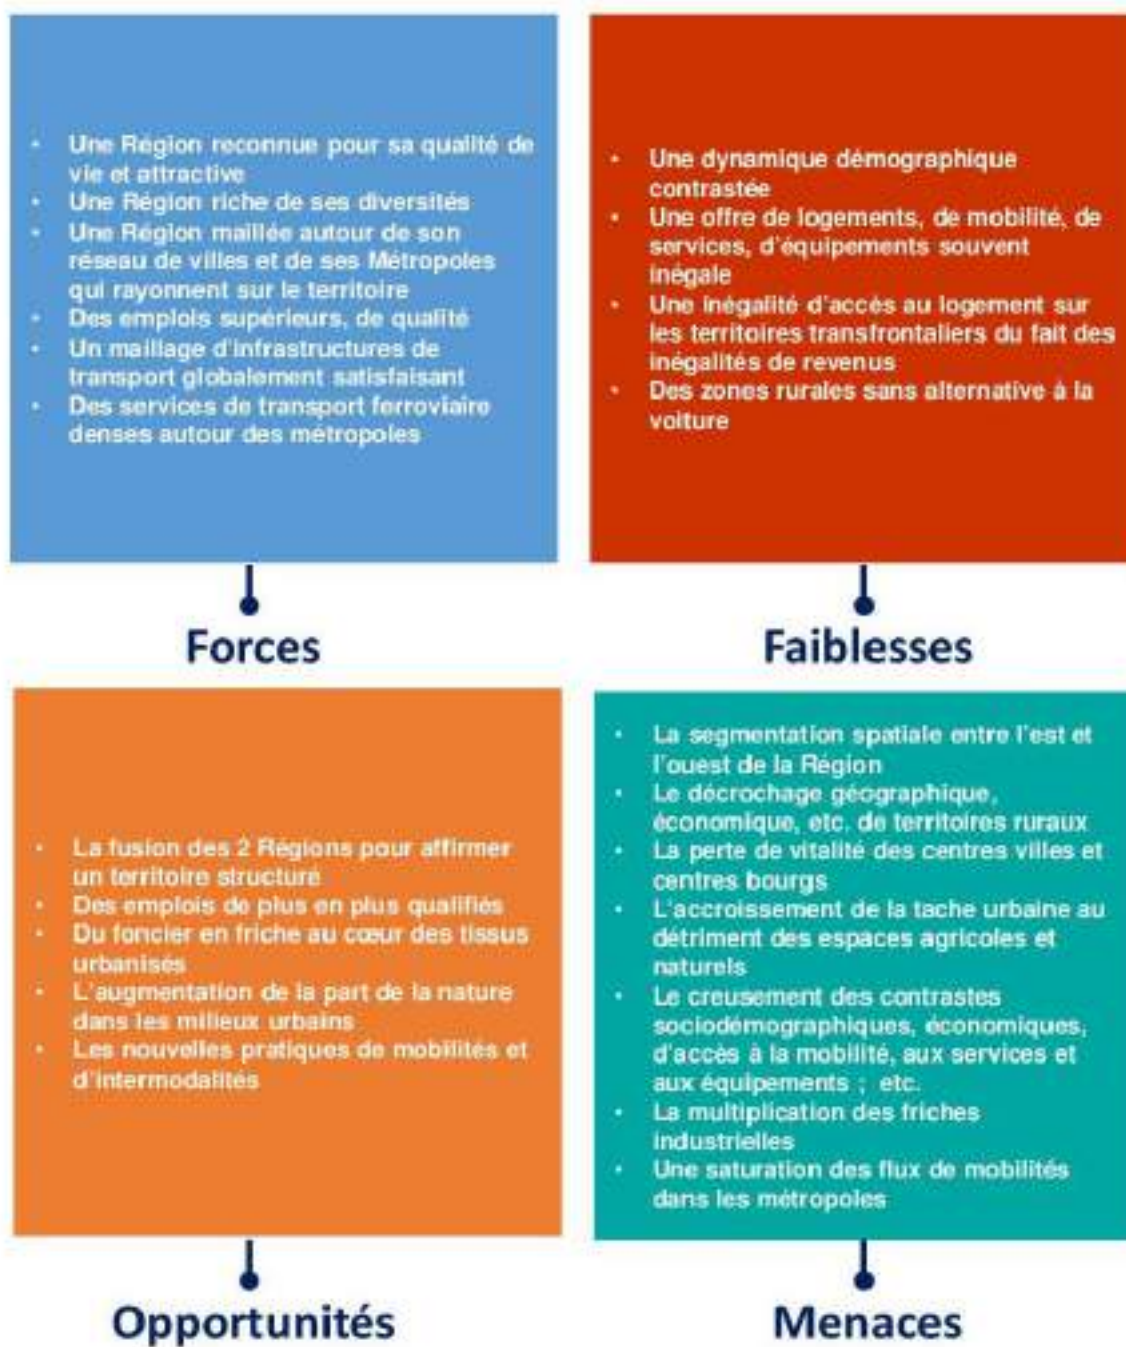 • Une Région reconnue pour sa qualité de
vie et attractive
• Une Région riche de ses diversités
• Une Région maillée autour de son
réseau de villes et de ses Métropoles
qui rayonnent sur le territoire
• Des emplois supérieurs, de qualité
• Un maillage d'infrastructures de
transport globalement satisfaisant
• Des services de transport ferroviaire
denses autour des métropoles
Forces
• Une dynamique démographique
contrastée
• Une offre de logements, de mobilité, de
services, d'équipements souvent
inégale
• Une inégalité d'accès au logement sur
les territoires transfrontaliers du fait des
inégalités de revenus
• Des zones rurales sans alternative à la
voiture
Faiblesses
• La fusion des 2 Régions pour affirmer
un territoire structuré
• Des emplois de plus en plus qualifiés
• Du foncier en friche au cœur des tissus
urbanisés
• L'augmentation de la part de la nature
dans les milieux urbains
• Les nouvelles pratiques de mobilités et
d'intermodalités
Opportunités
• La segmentation spatiale entre l'est et
l'ouest de la Région
• Le décrochage géographique,
économique, etc. de territoires ruraux
• La perte de vitalité des centres villes et
centres bourgs
• L'accroissement de la tache urbaine au
détriment des espaces agricoles et
naturels
• Le creusement des contrastes
sociodémographiques, économiques,
d'accès à la mobilité, aux services et
aux équipements ; etc.
• La multiplication des friches
industrielles
• Une saturation des flux de mobilités
dans les métropoles
Menaces